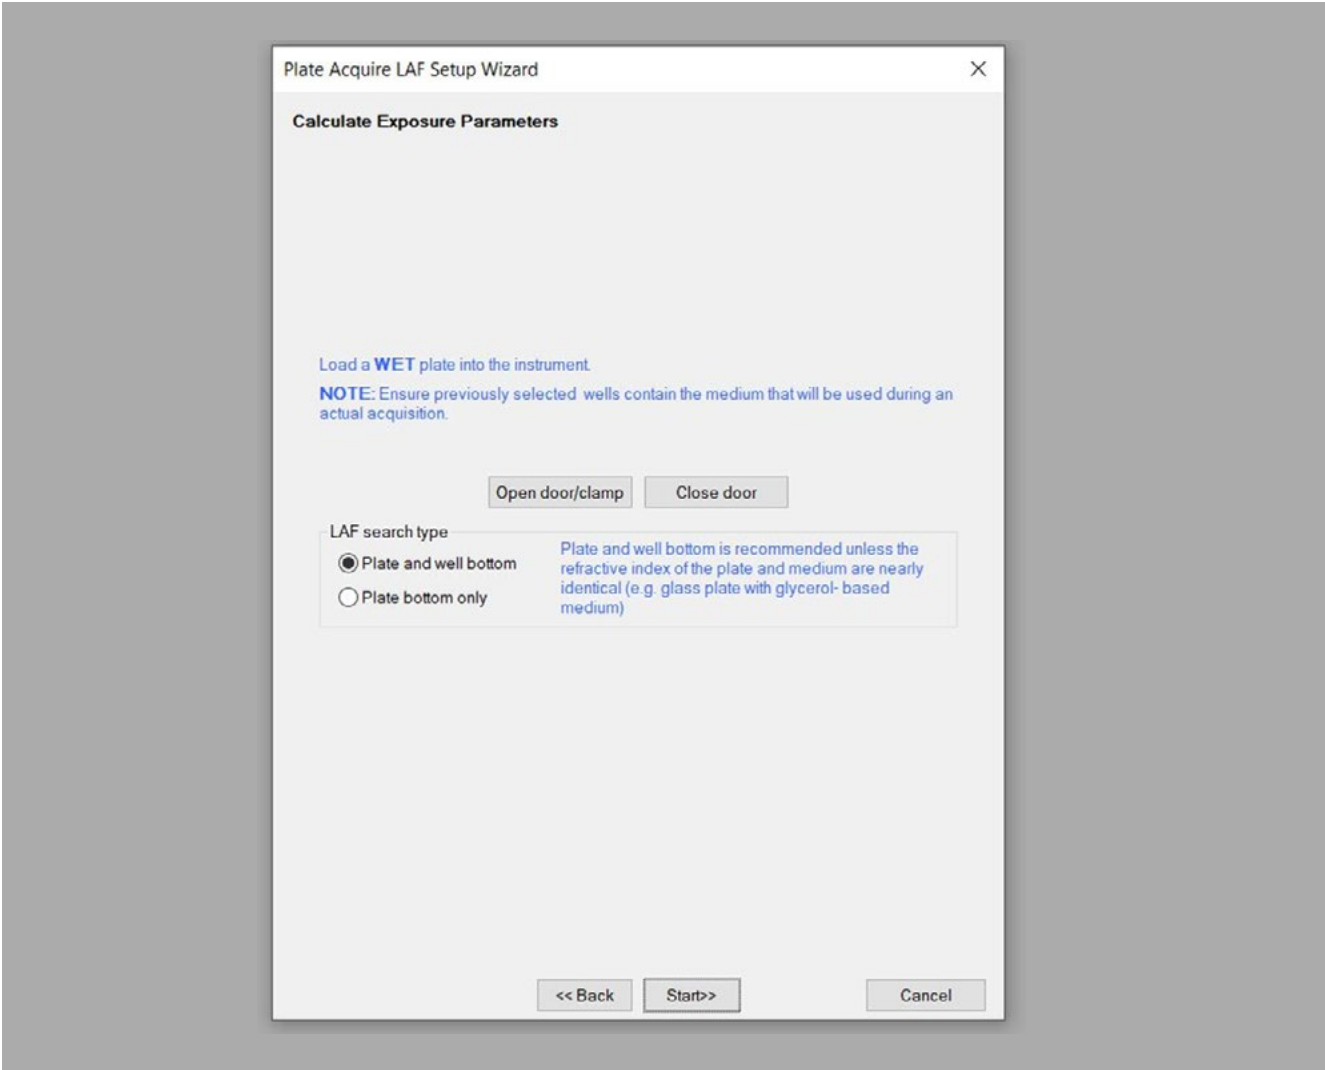 Plate Acquire LAF Setup Wizard
Calculate Exposure Parameters
Load a WET plate into the instrument.
NOTE: Ensure previously selected wells contain the medium that will be used during an
actual acquisition.
Open door/clamp
Close door
LAF search type
Plate and well bottom
Plate bottom only
Plate and well bottom is recommended unless the
refractive index of the plate and medium are nearly
identical (e.g. glass plate with glycerol- based
medium)
<< Back
Start>>
Cancel